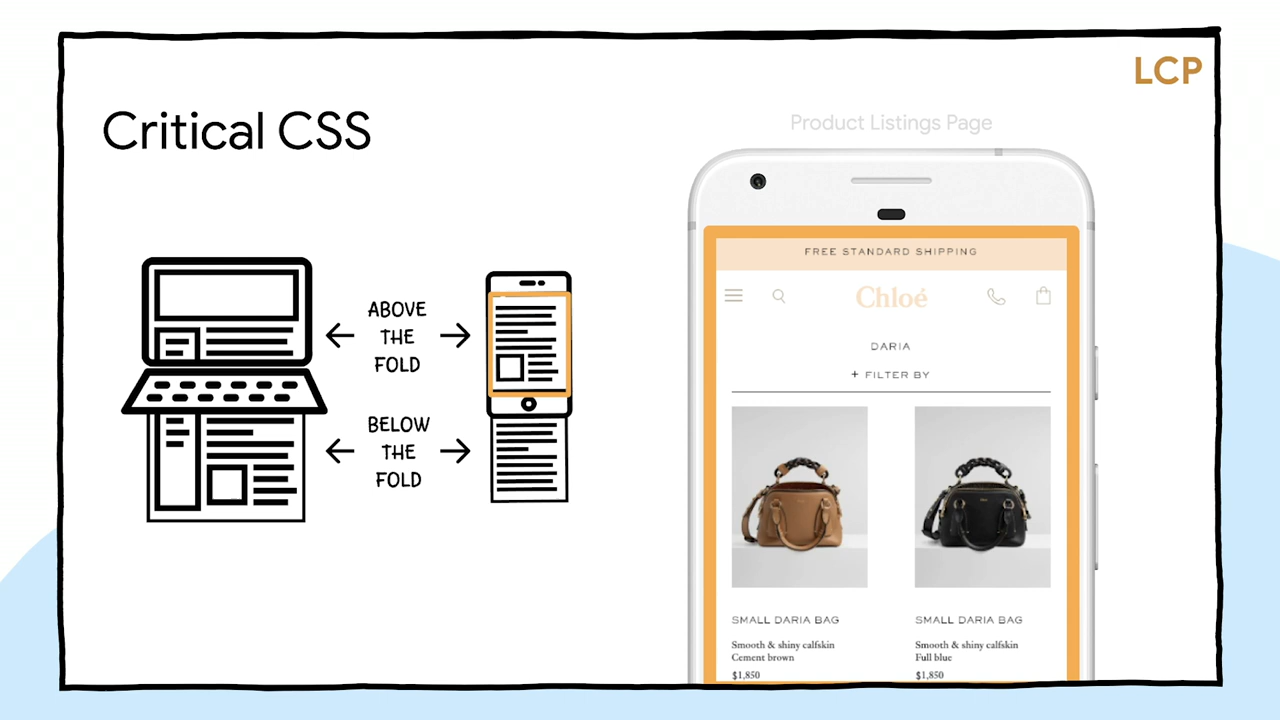 LCP
Critical CSS
ABOVE
THE
FOLD
BELOW
THE
FOLD
Product Listings Page
FREE STANDARD SHIPPING
Chloé
DARIA
+ FILTER BY
SMALL DARIA BAG
Smooth & shiny calfskin
Cement brown
$1,850
SMALL DARIA BAG
Smooth & shiny calfskin
Full blue
$1,850